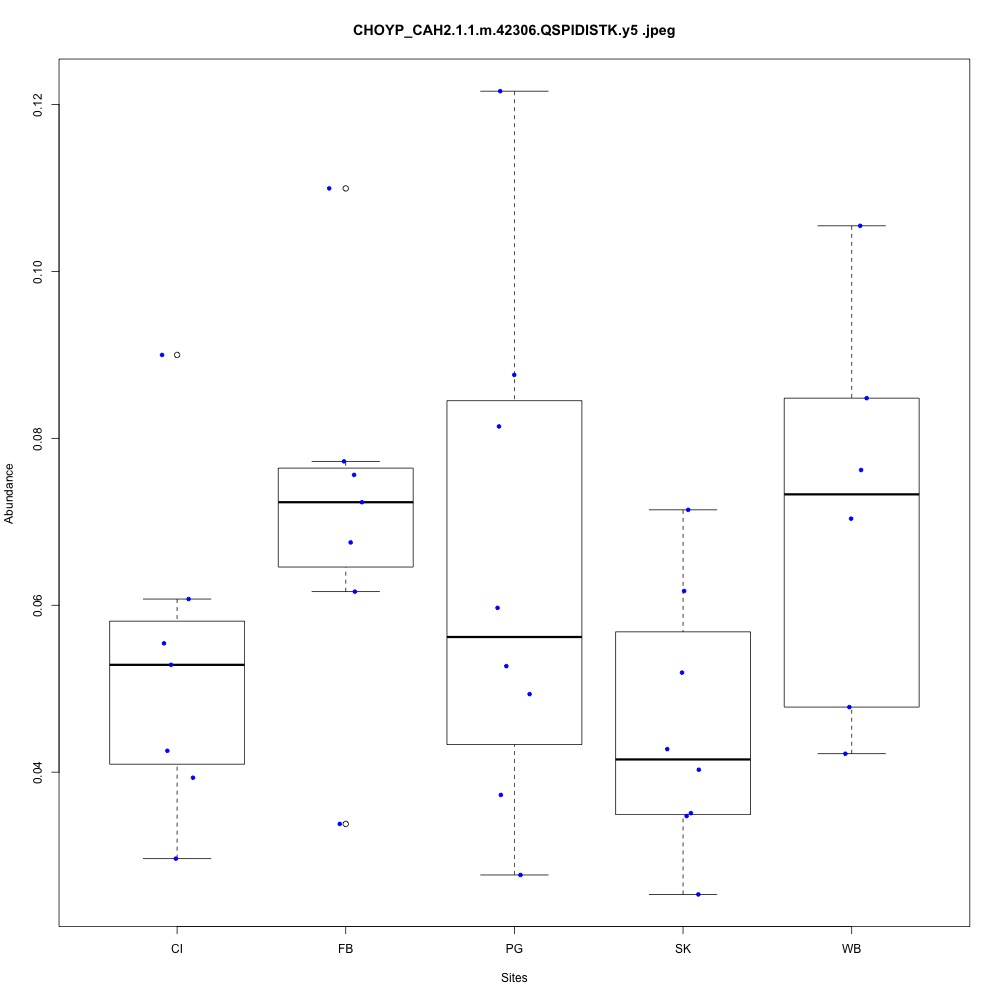 CHOYP_CAH2.1.1.m.42306.QSPIDISTK.y5 .jpeg
0.12
0.10
0.08
0.06
0.04
Abundance
CI FB PG SK WB
Sites